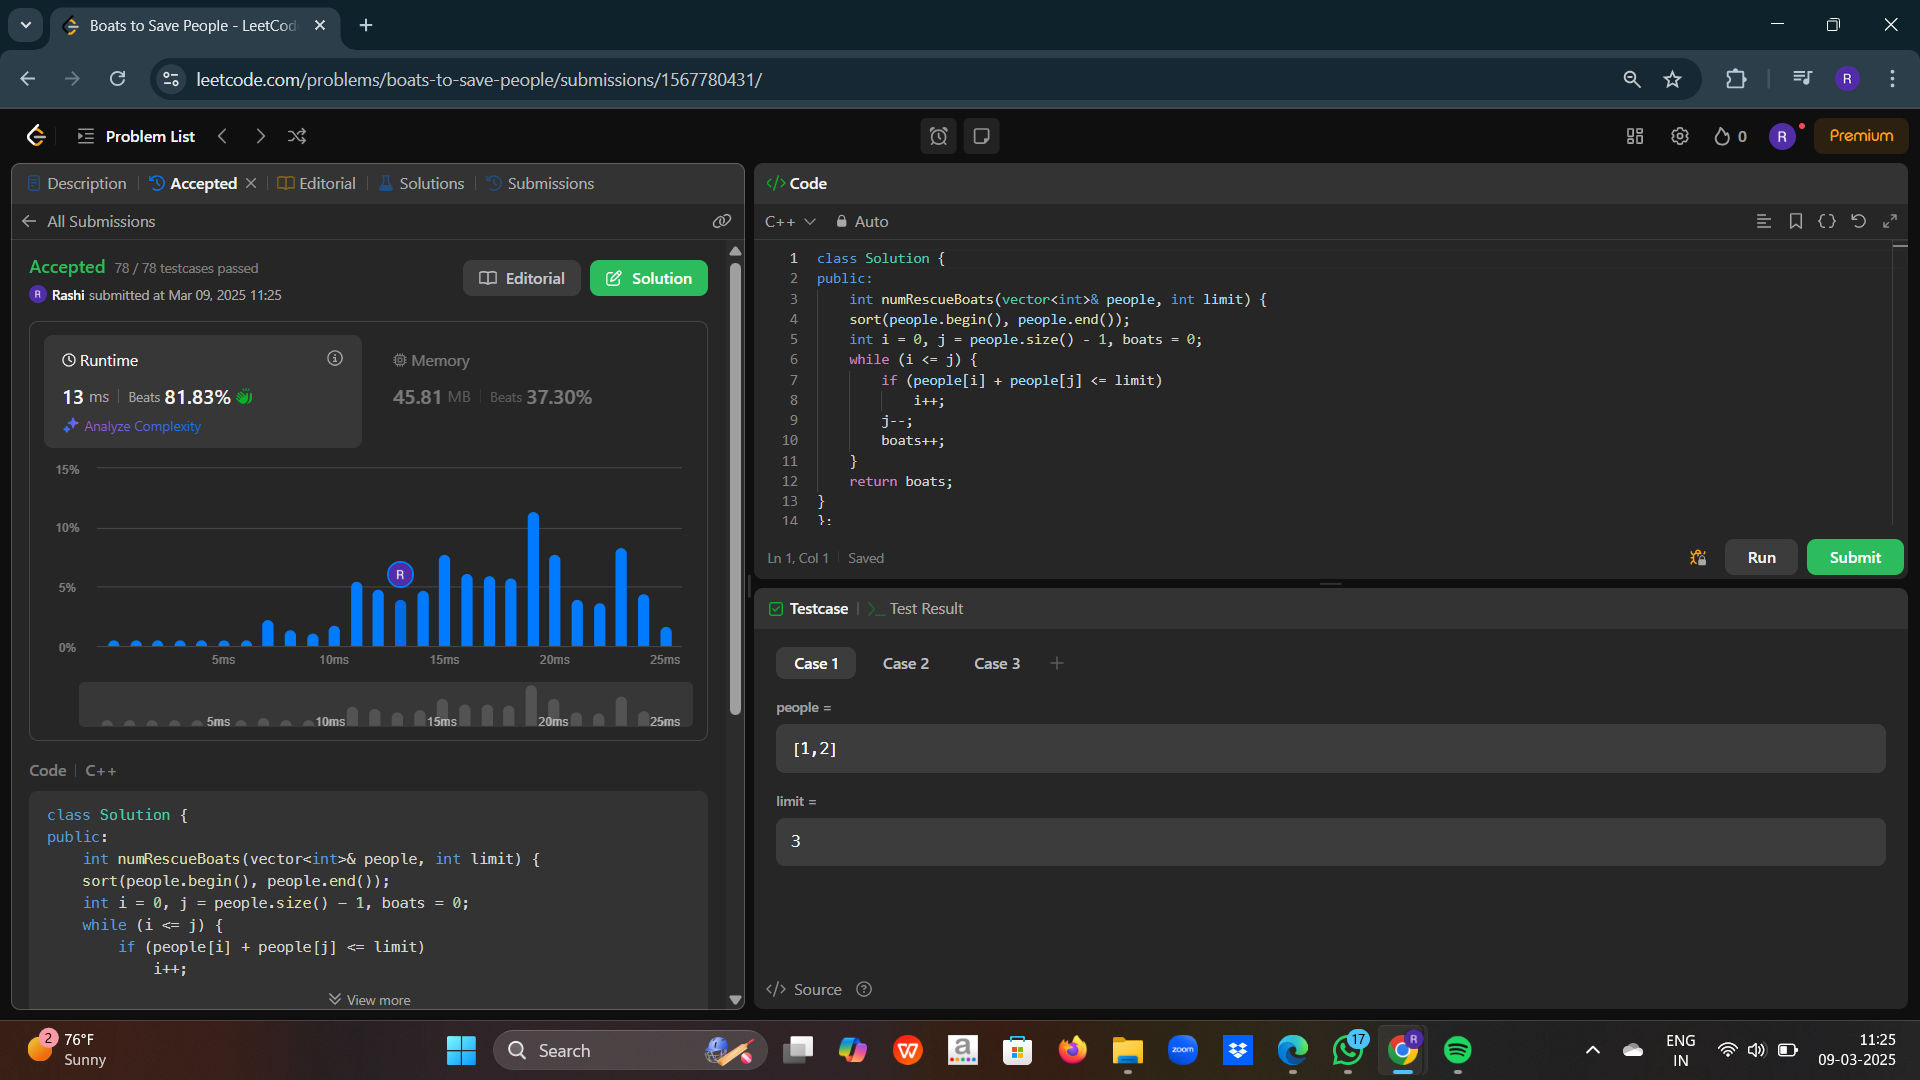 Boats to Save People - LeetCod
leetcode.com/problems/boats-to-save-people/submissions/1567780431/
R
Problem List
0
R
Premium
Description
Accepted
Editorial
Solutions
Submissions
All Submissions
Accepted 78 / 78 testcases passed
R Rashi submitted at Mar 09, 2025 11:25
Editorial
Solution
Runtime
13 ms Beats 81.83%
Analyze Complexity
Memory
45.81 MB Beats 37.30%
15%
10%
5%
0%
R
5ms 10ms 15ms 20ms 25ms
5ms 10ms 15ms 20ms 25ms
Code C++
class Solution {
public:
int numRescueBoats(vector<int>& people, int limit) {
sort(people.begin(), people.end());
int i = 0, j = people.size() - 1, boats = 0;
while (i <= j) {
if (people[i] + people[j] <= limit)
i++;
View more
</> Code
C++ Auto
1 class Solution {
2 public:
3 int numRescueBoats(vector<int>& people, int limit) {
4 sort(people.begin(), people.end());
5 int i = 0, j = people.size() - 1, boats = 0;
6 while (i <= j) {
7 if (people[i] + people[j] <= limit)
8 i++;
9 j--;
10 boats++;
11 }
12 return boats;
13 }
14 };
Ln 1, Col 1 Saved
Run
Submit
Testcase
>_ Test Result
Case 1
Case 2
Case 3
people =
[1,2]
limit =
3
</> Source
2
76°F
Sunny
Search
W
a
zoom
17
R
ENG
IN
11:25
09-03-2025